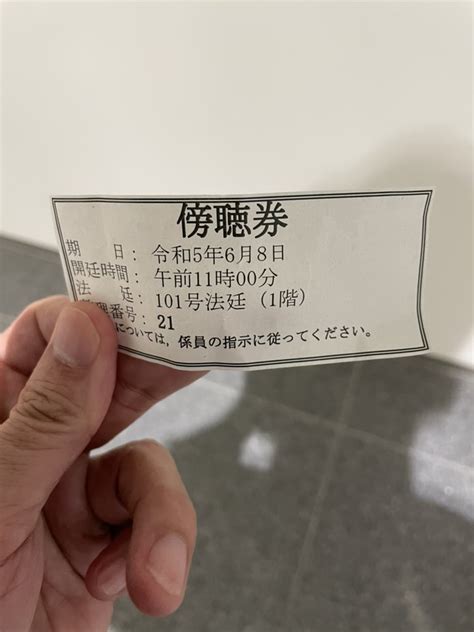 傍聴券
期　日：令和5年6月8日
開廷時間：午前11時00分
法　廷：101号法廷（1階）
理番号：21
については，係員の指示に従ってください。